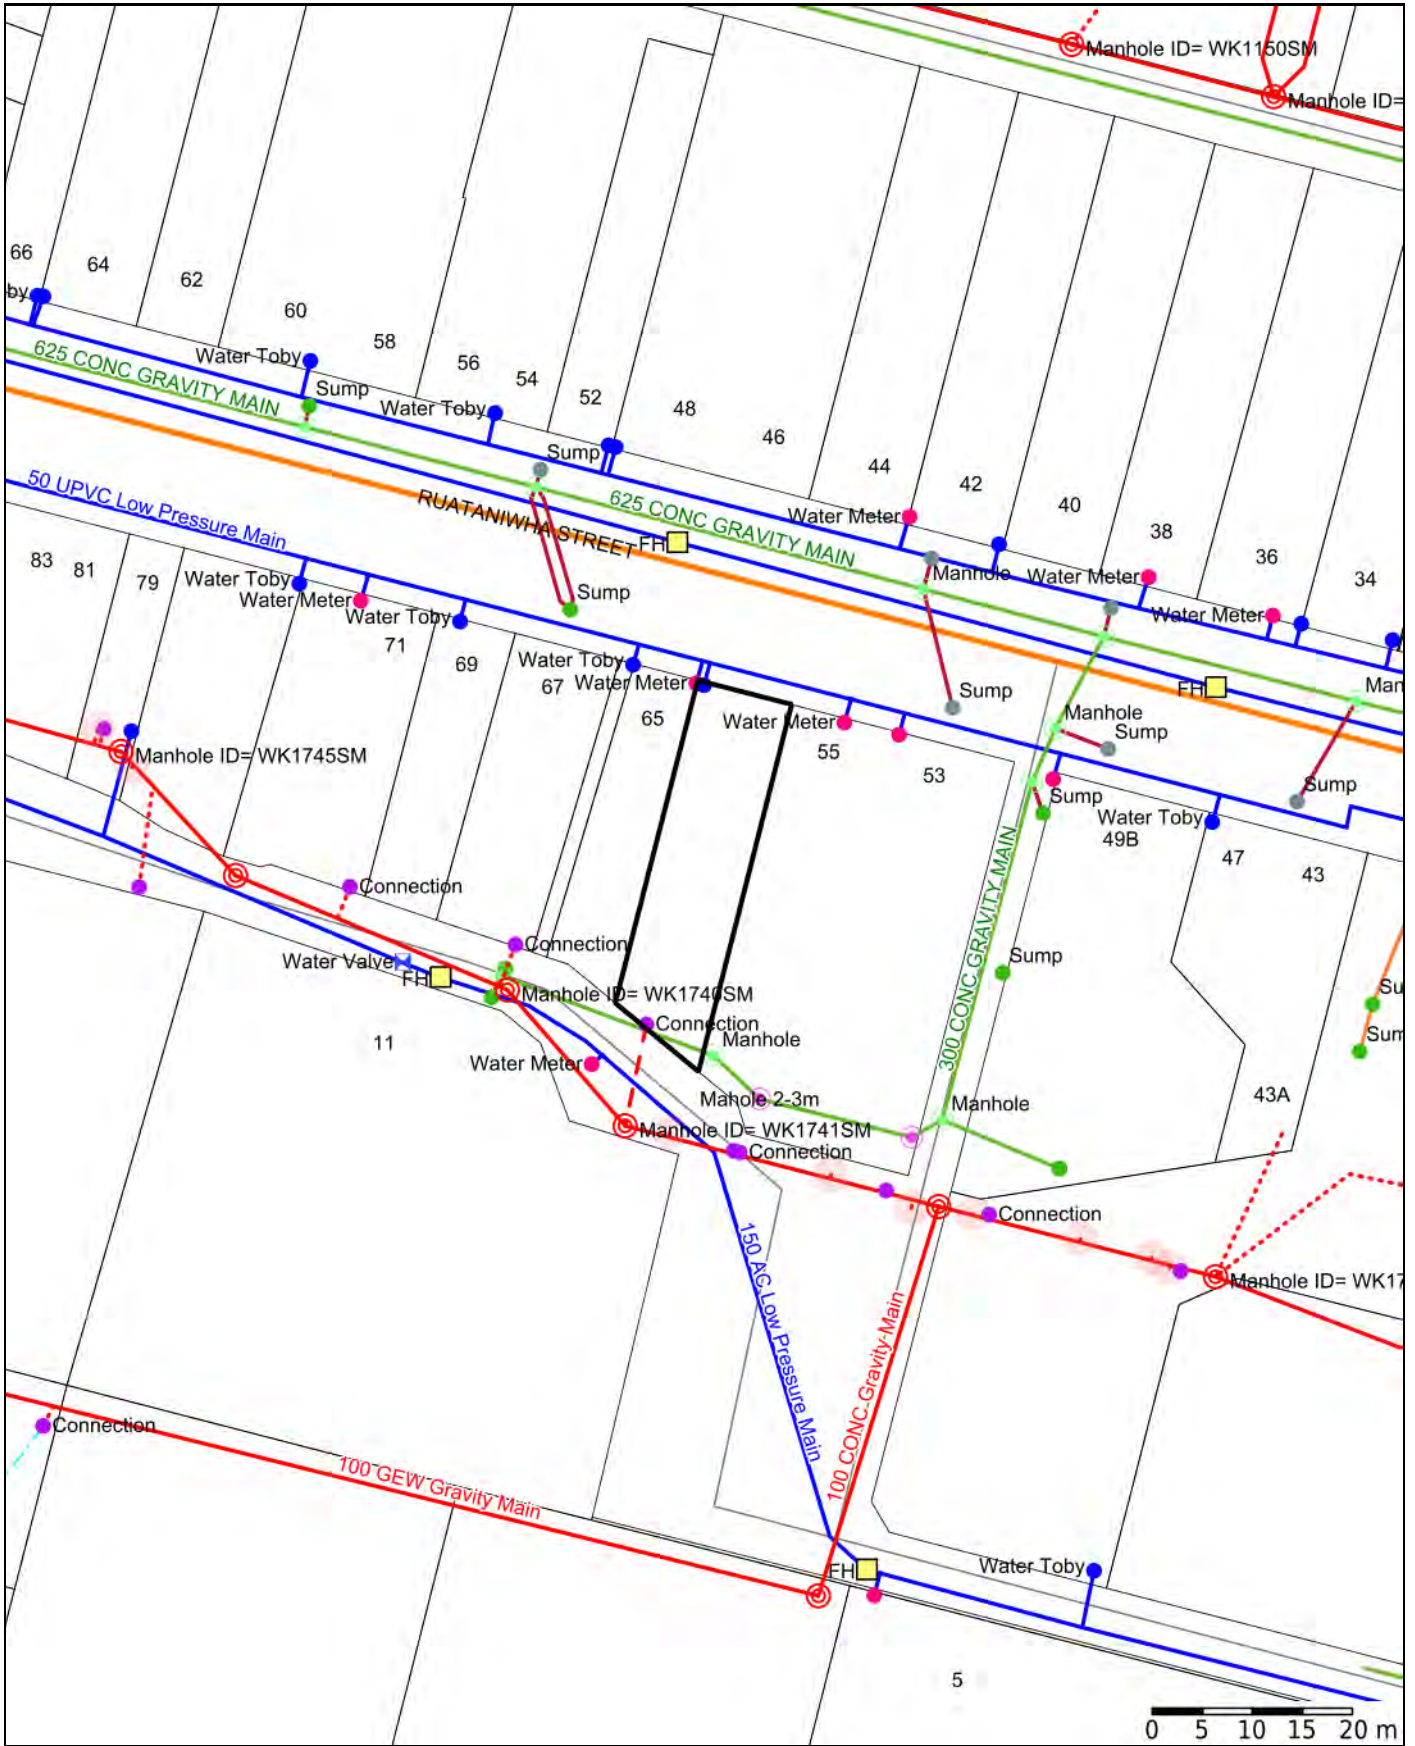 Manhole ID= WK1150SM
Manhole ID=
66
64
62
by
60
58
Water Toby
625 CONC GRAVITY MAIN
Sump
56
54
52
48
46
44
42
40
38
36
34
Water Toby
Sump
50 UPVC Low Pressure Main
RUATANIWHA STREET
625 CONC GRAVITY MAIN
Water Meter
FH
Manhole
Water Meter
Water Meter
83
81
79
Water Toby
Water Meter
Water Toby
Sump
71
69
67
Water Toby
Water Meter
65
Water Meter
55
53
Sump
FH
Man
Manhole
Sump
Sump
Sump
Water Toby
49B
47
43
Manhole ID= WK1745SM
300 CONC GRAVITY MAIN
Connection
Connection
Water Valve
FH
Sump
Su
Manhole ID= WK1740SM
Connection
Manhole
11
Water Meter
Sum
Mahole 2-3m
Manhole
43A
Manhole ID= WK1741SM
Connection
Connection
150 AC Low Pressure Main
Manhole ID= WK17
100 CONC Gravity Main
Connection
100 GEW Gravity Main
FH
Water Toby
5
0 5 10 15 20 m